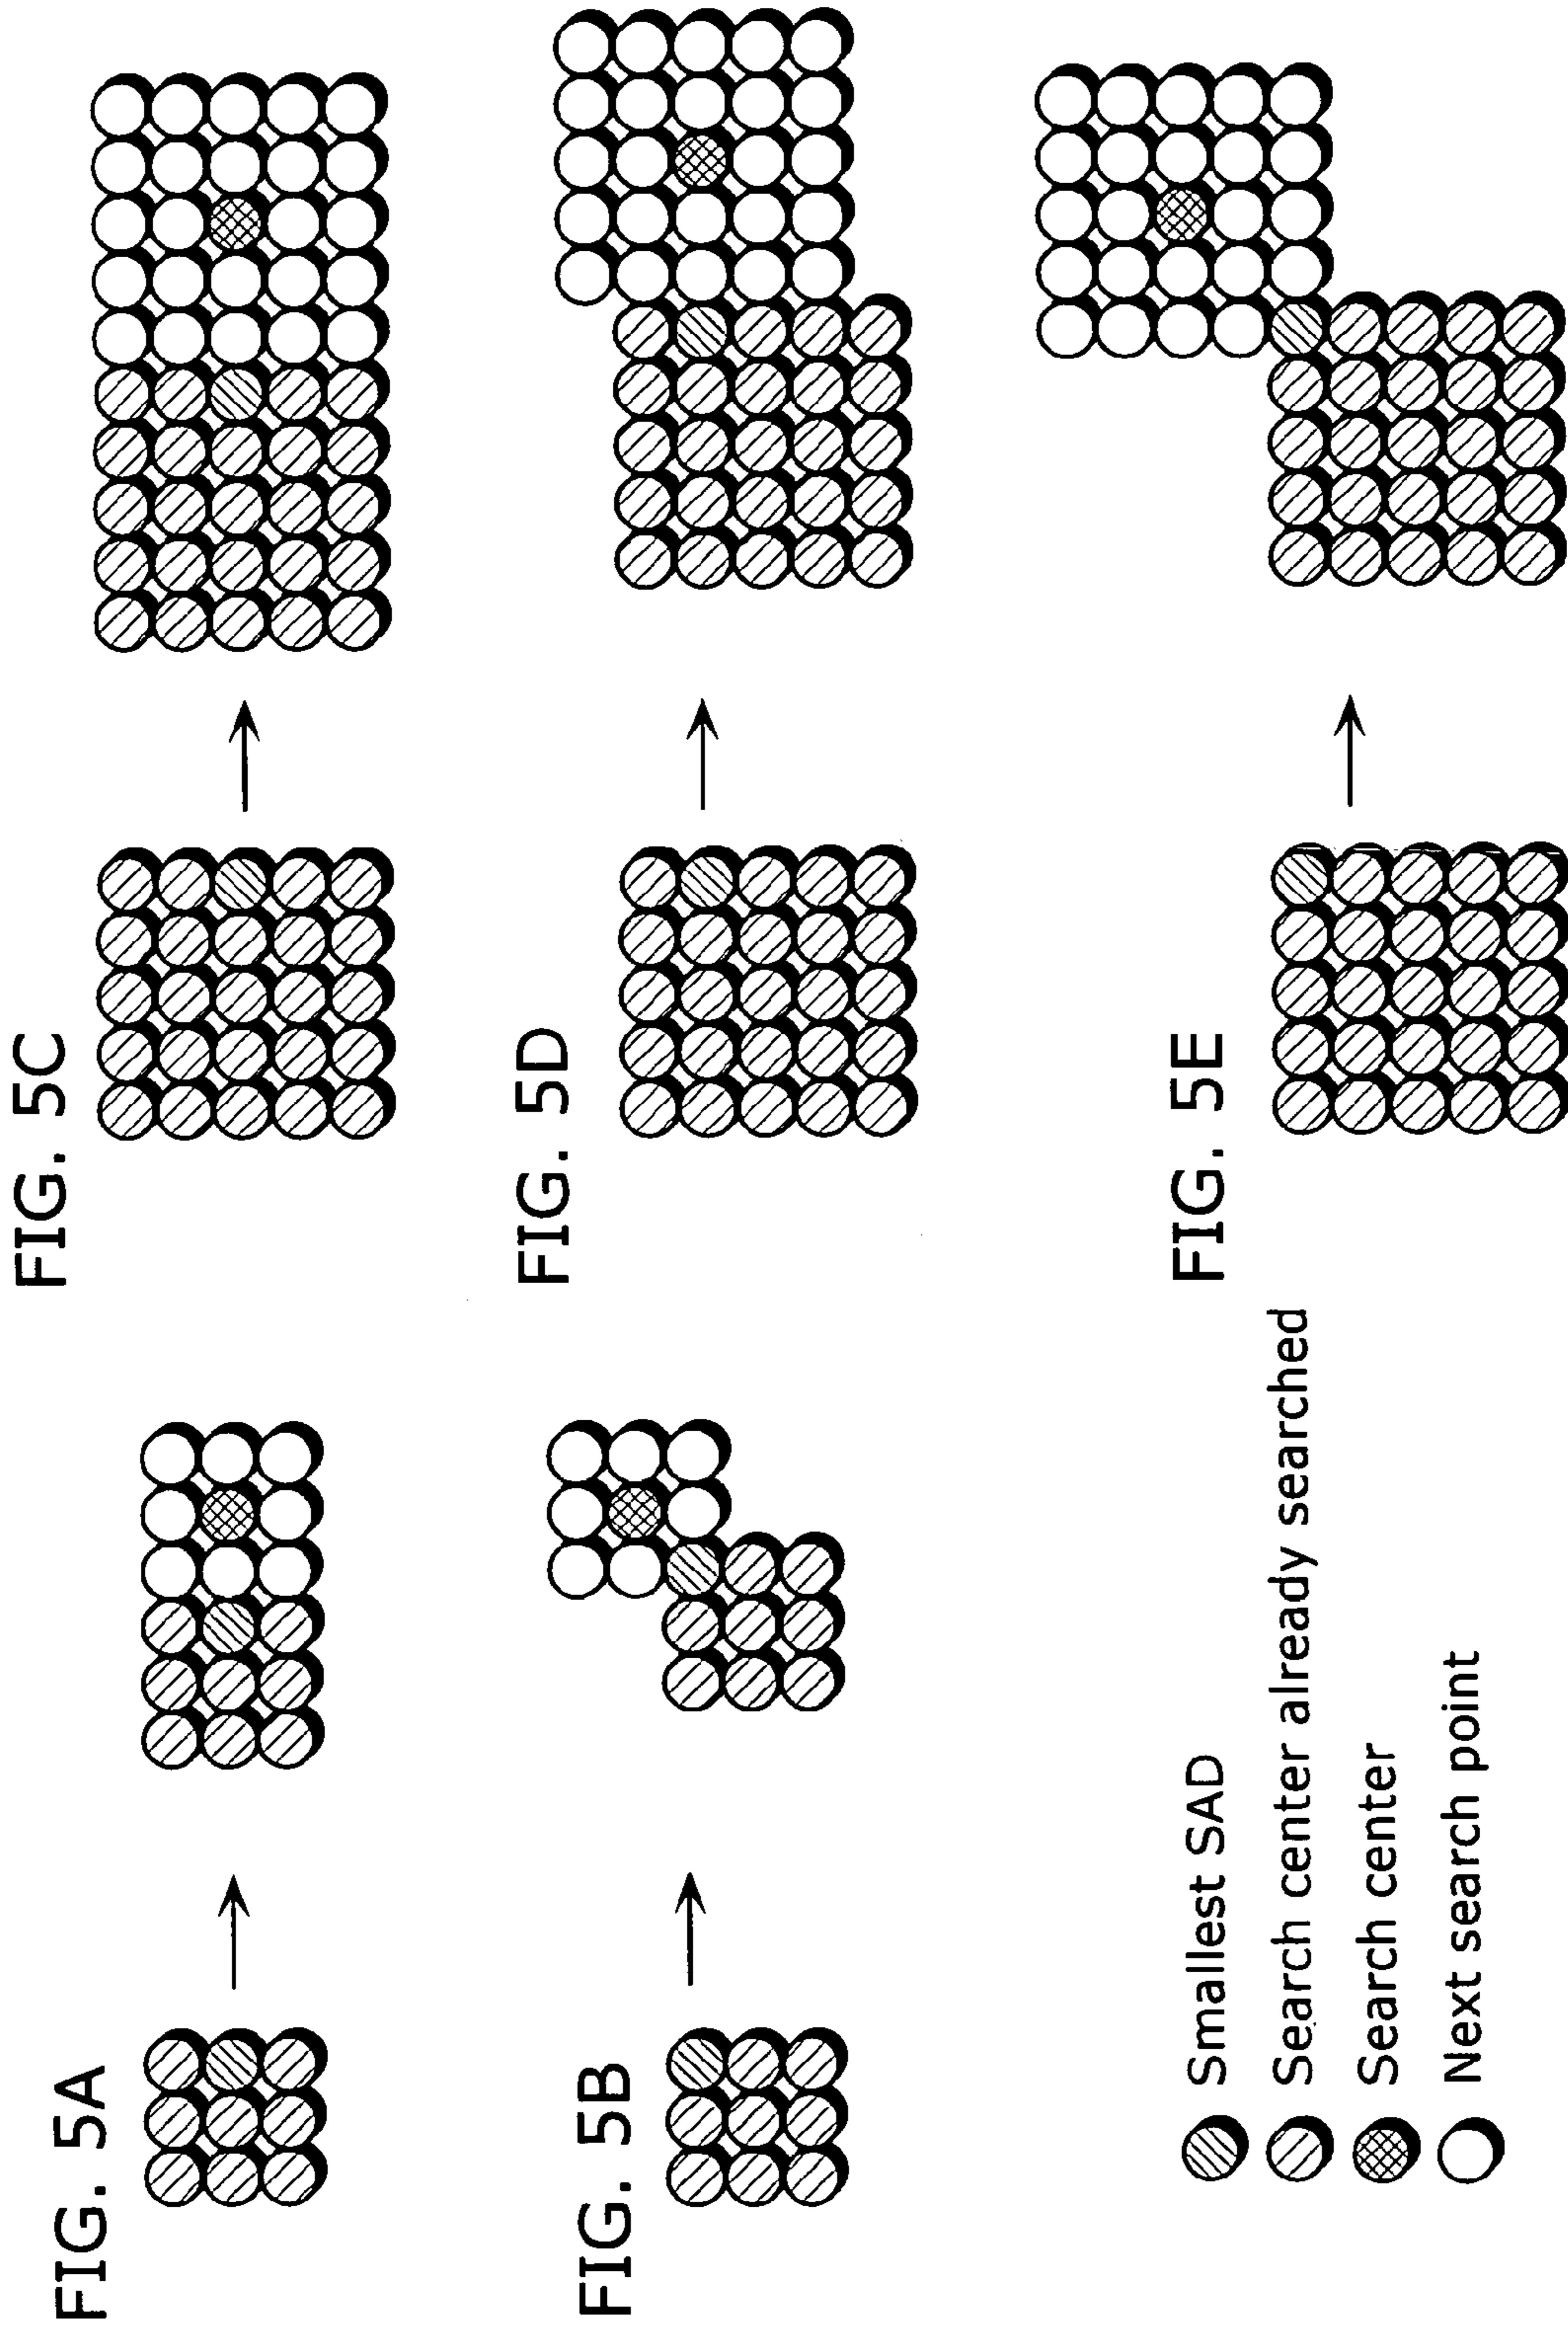 FIG. 5A
FIG. 5B
FIG. 5C
FIG. 5D
FIG. 5E
Smallest SAD
Search center already searched
Search center
Next search point